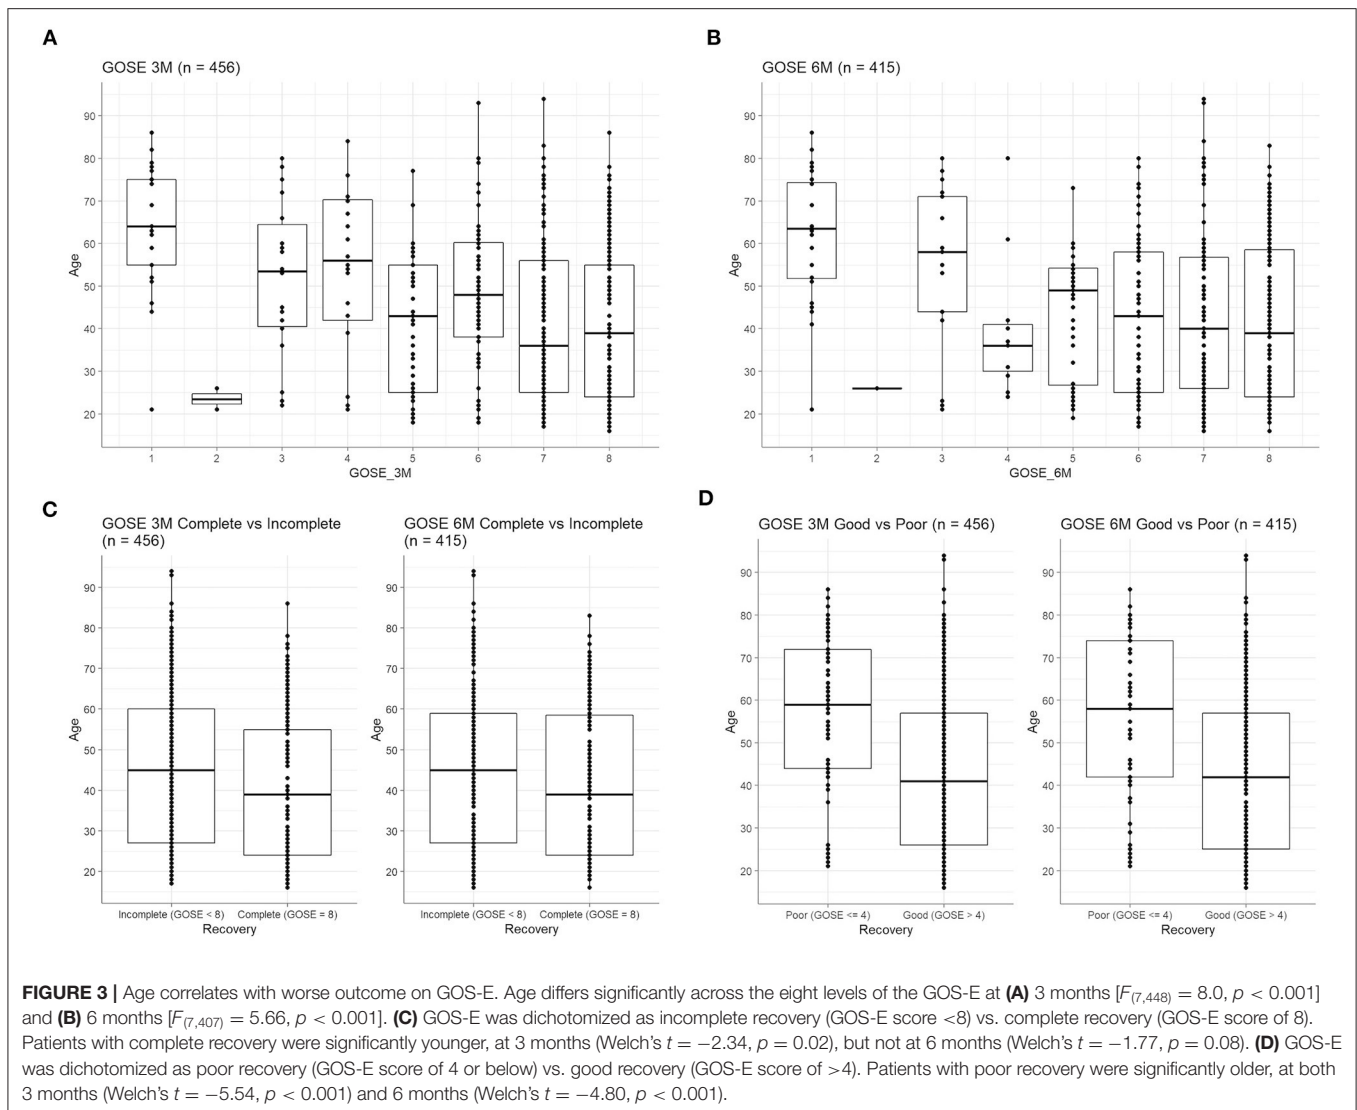 A
GOSE 3M (n = 456)
90
80
70
60
50
40
30
20
Age
1 2 3 4 5 6 7 8
GOSE_3M
B
GOSE 6M (n = 415)
90
80
70
60
50
40
30
20
Age
1 2 3 4 5 6 7 8
GOSE_6M
C
GOSE 3M Complete vs Incomplete
(n = 456)
90
80
70
60
50
40
30
20
Age
Incomplete (GOSE < 8) Complete (GOSE = 8)
Recovery
GOSE 6M Complete vs Incomplete
(n = 415)
90
80
70
60
50
40
30
20
Age
Incomplete (GOSE < 8) Complete (GOSE = 8)
Recovery
D
GOSE 3M Good vs Poor (n = 456)
90
80
70
60
50
40
30
20
Age
Poor (GOSE <= 4) Good (GOSE > 4)
Recovery
GOSE 6M Good vs Poor (n = 415)
90
80
70
60
50
40
30
20
Age
Poor (GOSE <= 4) Good (GOSE > 4)
Recovery
FIGURE 3 | Age correlates with worse outcome on GOS-E. Age differs significantly across the eight levels of the GOS-E at (A) 3 months [F(7,448) = 8.0, p < 0.001]
and (B) 6 months [F(7,407) = 5.66, p < 0.001]. (C) GOS-E was dichotomized as incomplete recovery (GOS-E score <8) vs. complete recovery (GOS-E score of 8).
Patients with complete recovery were significantly younger, at 3 months (Welch's t = −2.34, p = 0.02), but not at 6 months (Welch's t = −1.77, p = 0.08). (D) GOS-E
was dichotomized as poor recovery (GOS-E score of 4 or below) vs. good recovery (GOS-E score of >4). Patients with poor recovery were significantly older, at both
3 months (Welch's t = −5.54, p < 0.001) and 6 months (Welch's t = −4.80, p < 0.001).